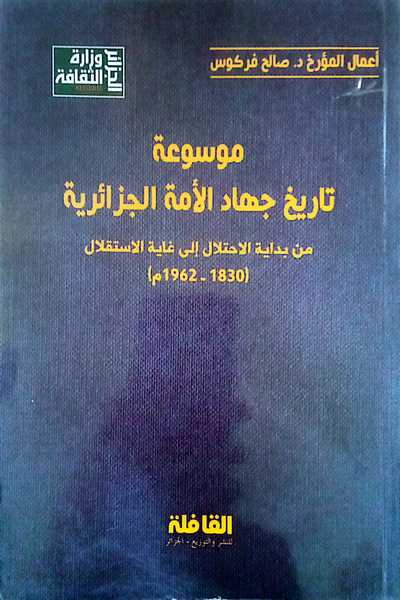 أعمال المؤرخ د. صالح فركوس
وزارة
الثقافة
الجزائر
موسوعة
تاريخ جهاد الأمة الجزائرية
من بداية الاحتلال إلى غاية الاستقلال
(1830 - 1962م)
القافلة
للنشر والتوزيع - الجزائر